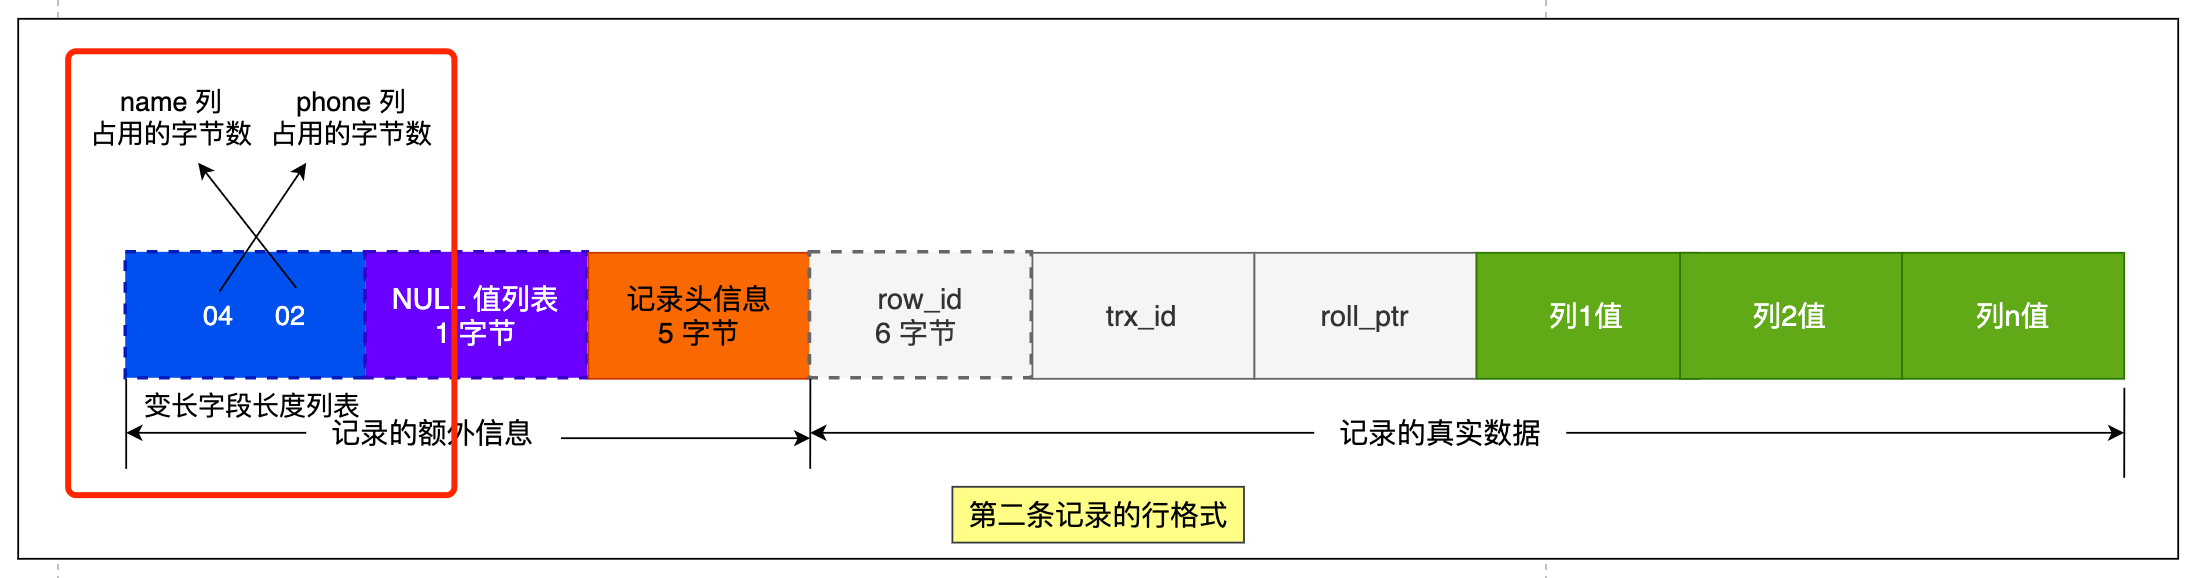 name 列
占用的字节数
phone 列
占用的字节数
04 02
NULL 值列表
1 字节
记录头信息
5 字节
row_id
6 字节
trx_id
roll_ptr
列1值
列2值
列n值
变长字段长度列表
记录的额外信息
记录的真实数据
第二条记录的行格式